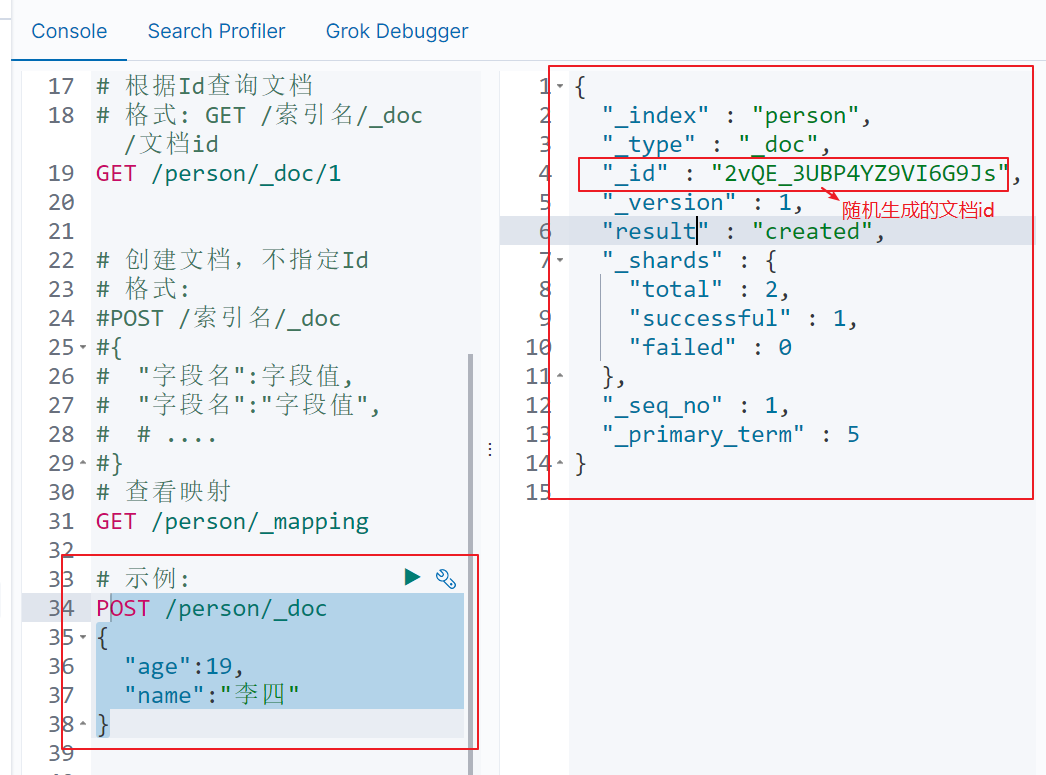 Console Search Profiler Grok Debugger
17 # 根据Id查询文档
18 # 格式: GET /索引名/_doc
/文档id
19 GET /person/_doc/1
20
21
22 # 创建文档，不指定Id
23 # 格式:
24 #POST /索引名/_doc
25 #{
26 #  "字段名":字段值,
27 #  "字段名":"字段值",
28 #  # ....
29 #}
30 # 查看映射
31 GET /person/_mapping
32
33 # 示例:
34 POST /person/_doc
35 {
36   "age":19,
37   "name":"李四"
38 }
39
1 {
2   "_index" : "person",
3   "_type" : "_doc",
4   "_id" : "2vQE_3UBP4YZ9VI6G9Js",
5   "_version" : 1,
随机生成的文档id
6   "result" : "created",
7   "_shards" : {
8     "total" : 2,
9     "successful" : 1,
10     "failed" : 0
11   },
12   "_seq_no" : 1,
13   "_primary_term" : 5
14 }
15